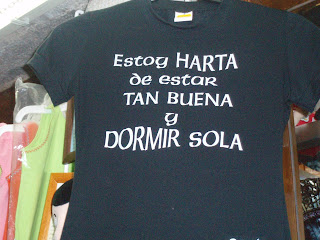 Estoy HARTA
de estar
TAN BUENA
y
DORMIR SOLA